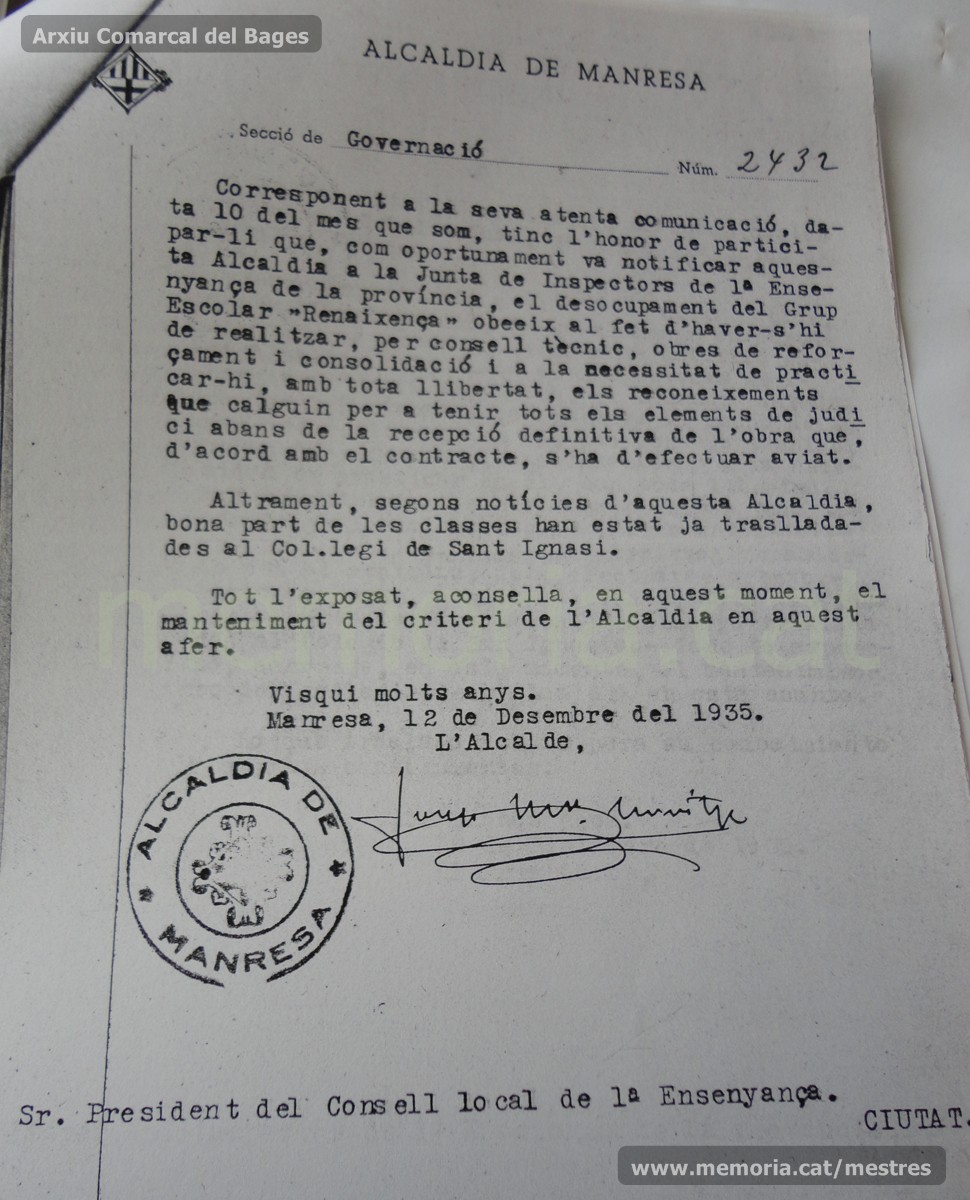 Arxiu Comarcal del Bages
ALCALDIA DE MANRESA
Secció de Governació
Núm. 2432
Corresponent a la seva atenta comunicació, da-
ta 10 del mes que som, tinc l'honor de partici-
par-li que, com oportunament va notificar aques-
ta Alcaldia a la Junta de Inspectors de 1ª Ense-
nyança de la província, el desocupament del Grup
Escolar "Renaixença" obeeix al fet d'haver-s'hi
de realitzar, per consell tècnic, obres de refor-
çament i consolidació i a la necessitat de practi
car-hi, amb tota llibertat, els reconeixements
que calguin per a tenir tots els elements de judi
ci abans de la recepció definitiva de l'obra que,
d'acord amb el contracte, s'ha d'efectuar aviat.
Altrament, segons notícies d'aquesta Alcaldia,
bona part de les classes han estat ja trasllada-
des al Col.legi de Sant Ignasi.
Tot l'exposat, aconsella, en aquest moment, el
manteniment del criteri de l'Alcaldia en aquest
afer.
Visqui molts anys.
Manresa, 12 de Desembre del 1935.
L'Alcalde,
ALCALDIA DE
MANRESA
Sr. President del Consell local de 1ª Ensenyança.
CIUTAT.
www.memoria.cat/mestres